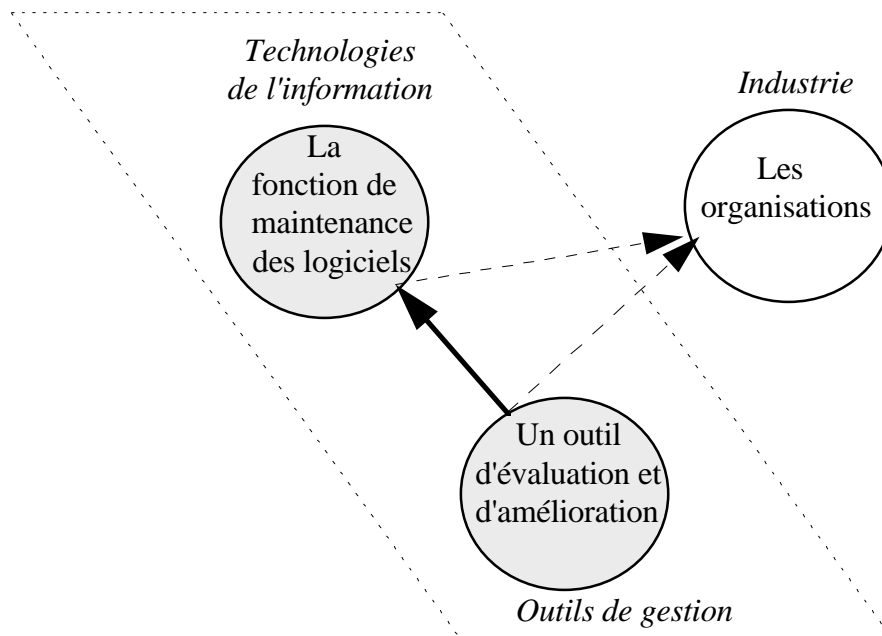 Technologies
de l'information
Industrie
La
fonction de
maintenance
des logiciels
Les
organisations
Un outil
d'évaluation et
d'amélioration
Outils de gestion